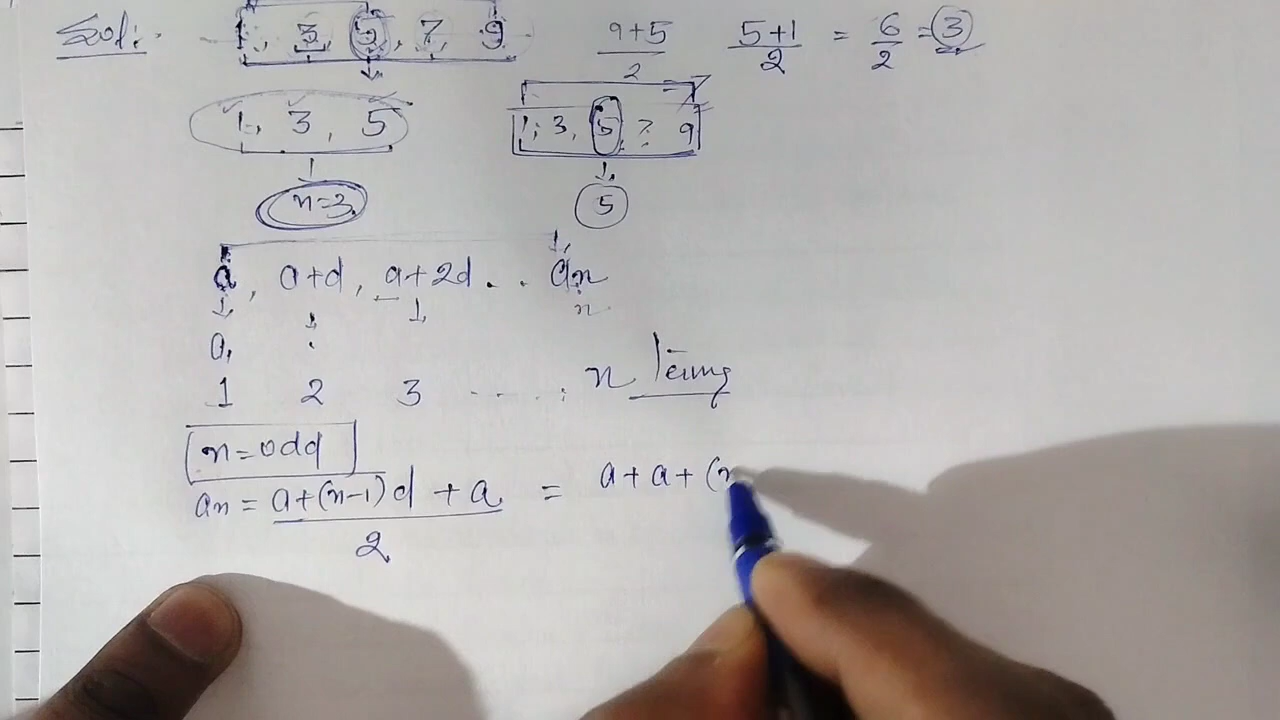 Sol:-
1, 3, 5, 7, 9
9+5/2 = 7
5+1/2 = 6/2 = 3
1, 3, 5
1, 3, 5, 7 9
n=3
5
a, a+d, a+2d . . an
n
a,
1 2 3 ..... n terms
n=odd
an = a+(n-1)d + a/2 = a+a+(n